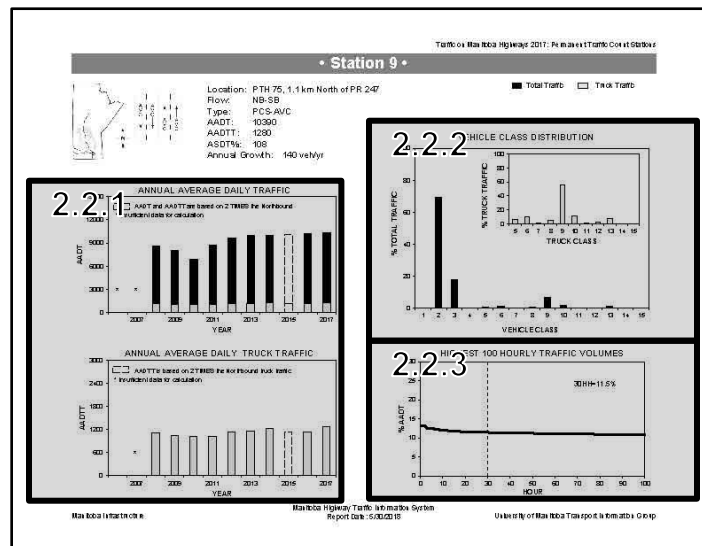 Traffic on Manitoba Highways 2017: Permanent Traffic Count Stations
• Station 9 •
Location: PTH 75, 1.1 km North of PR 247
Flow: NB-SB
Type: PCS-AVC
AADT: 10390
AADTT: 1280
ASDT%: 108
Annual Growth: 140 veh/yr
Total Traffic
Truck Traffic
2.2.1
ANNUAL AVERAGE DAILY TRAFFIC
AADT and AADTT are based on 2 TIMES the Northbound
Insufficient data for calculation
15000
12000
9000
6000
3000
0
AADT
2007 2009 2011 2013 2015 2017
YEAR
ANNUAL AVERAGE DAILY TRUCK TRAFFIC
AADTT is based on 2 TIMES the Northbound truck traffic
* Insufficient data for calculation
3000
2400
1800
1200
600
0
AADTT
2007 2009 2011 2013 2015 2017
YEAR
2.2.2
VEHICLE CLASS DISTRIBUTION
80
60
40
20
0
% TOTAL TRAFFIC
100
80
60
40
20
0
% TRUCK TRAFFIC
5 6 7 8 9 10 11 12 13 14 15
TRUCK CLASS
1 2 3 4 5 6 7 8 9 10 11 12 13 14 15
VEHICLE CLASS
2.2.3
HIGHEST 100 HOURLY TRAFFIC VOLUMES
30
25
20
15
10
5
0
% AADT
30HH=11.5%
0 10 20 30 40 50 60 70 80 90 100
HOUR
Manitoba Infrastructure
Manitoba Highway Traffic Information System
Report Date: 5/30/2018
University of Manitoba Transport Information Group